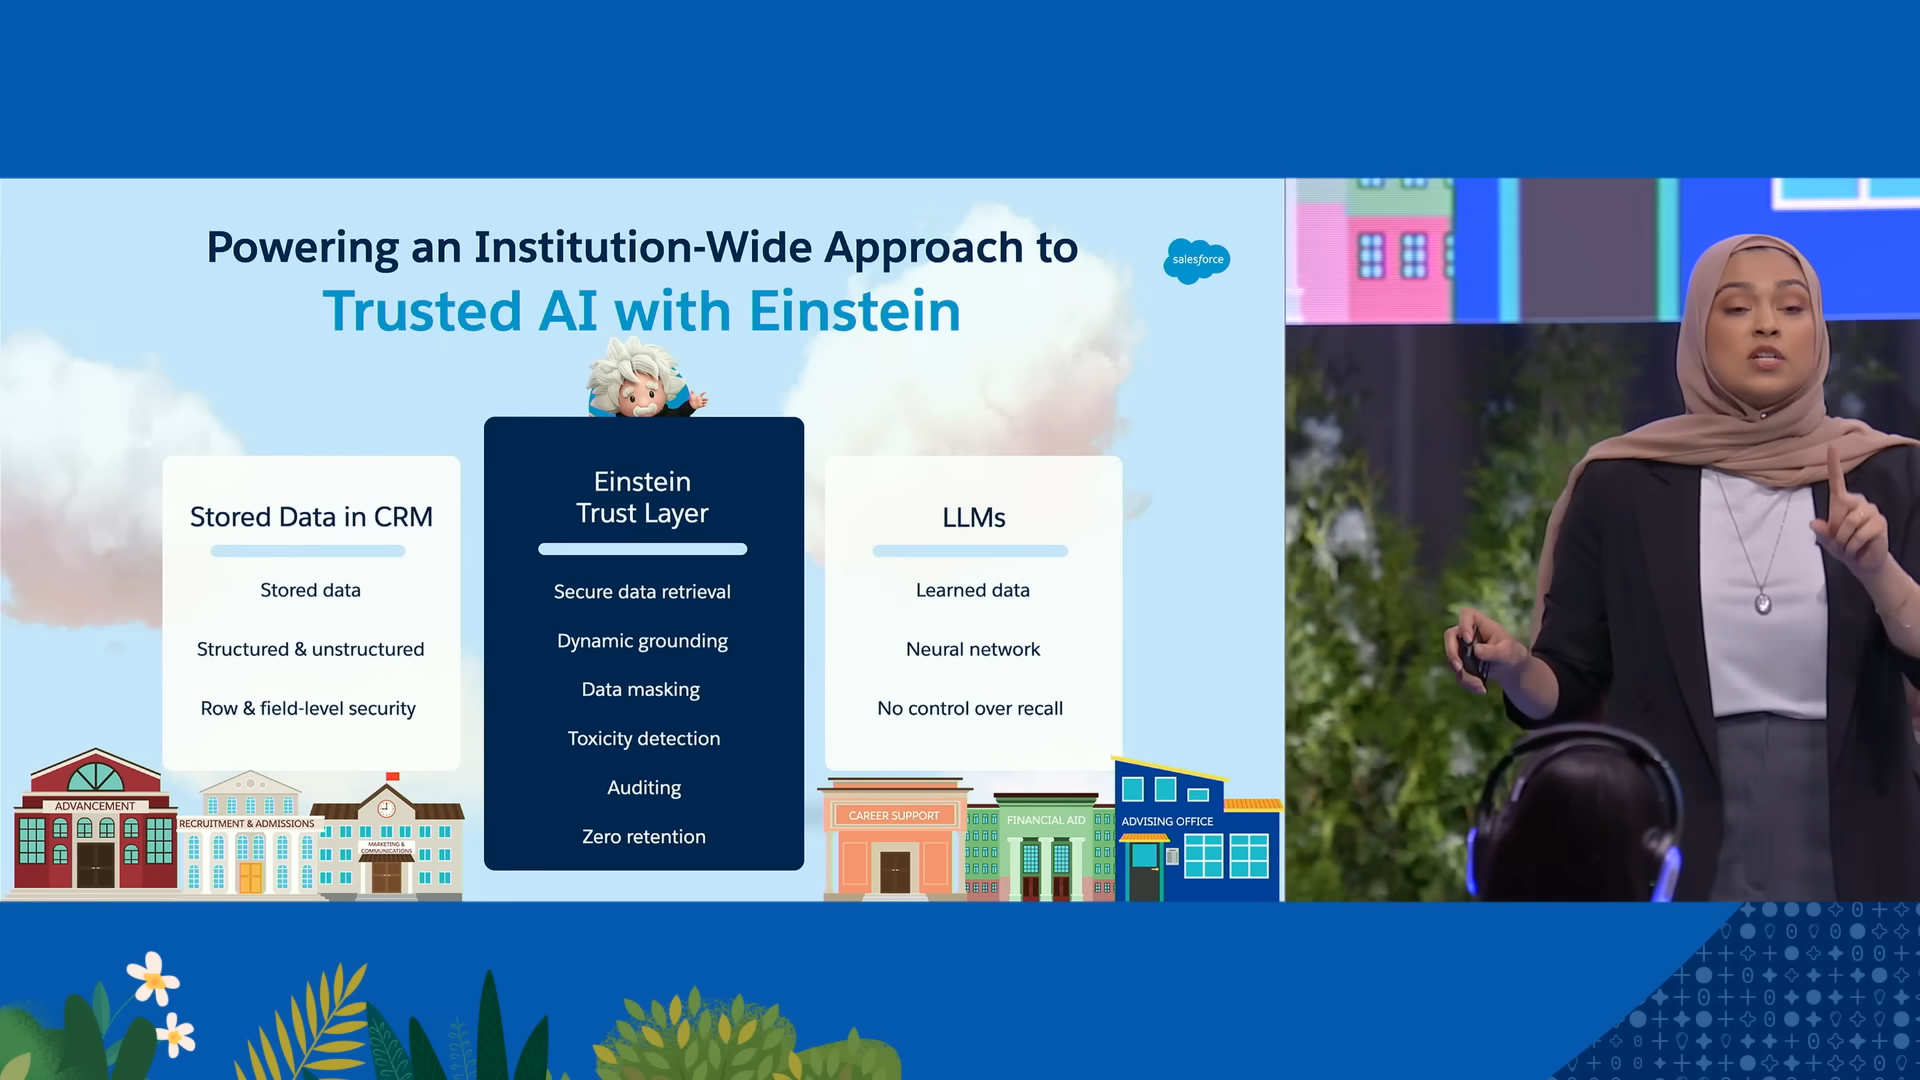 Powering an Institution-Wide Approach to
Trusted AI with Einstein
salesforce
Stored Data in CRM
Stored data
Structured & unstructured
Row & field-level security
Einstein
Trust Layer
Secure data retrieval
Dynamic grounding
Data masking
Toxicity detection
Auditing
Zero retention
LLMs
Learned data
Neural network
No control over recall
ADVANCEMENT
RECRUITMENT & ADMISSIONS
MARKETING &
COMMUNICATIONS
CAREER SUPPORT
FINANCIAL AID
ADVISING OFFICE